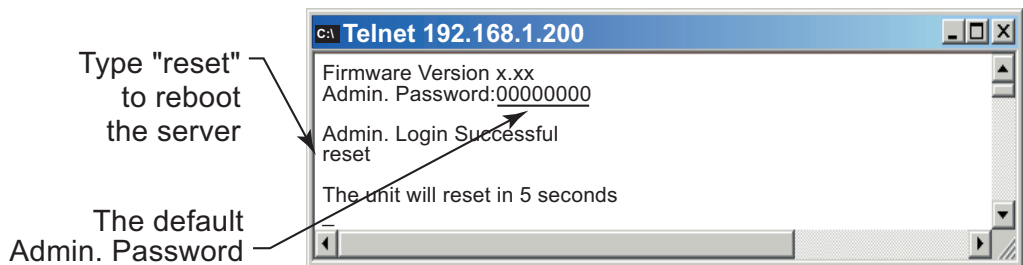 C:\ Telnet 192.168.1.200
Type "reset"
to reboot
the server
Firmware Version x.xx
Admin. Password:00000000
Admin. Login Successful
reset
The unit will reset in 5 seconds
_
The default
Admin. Password